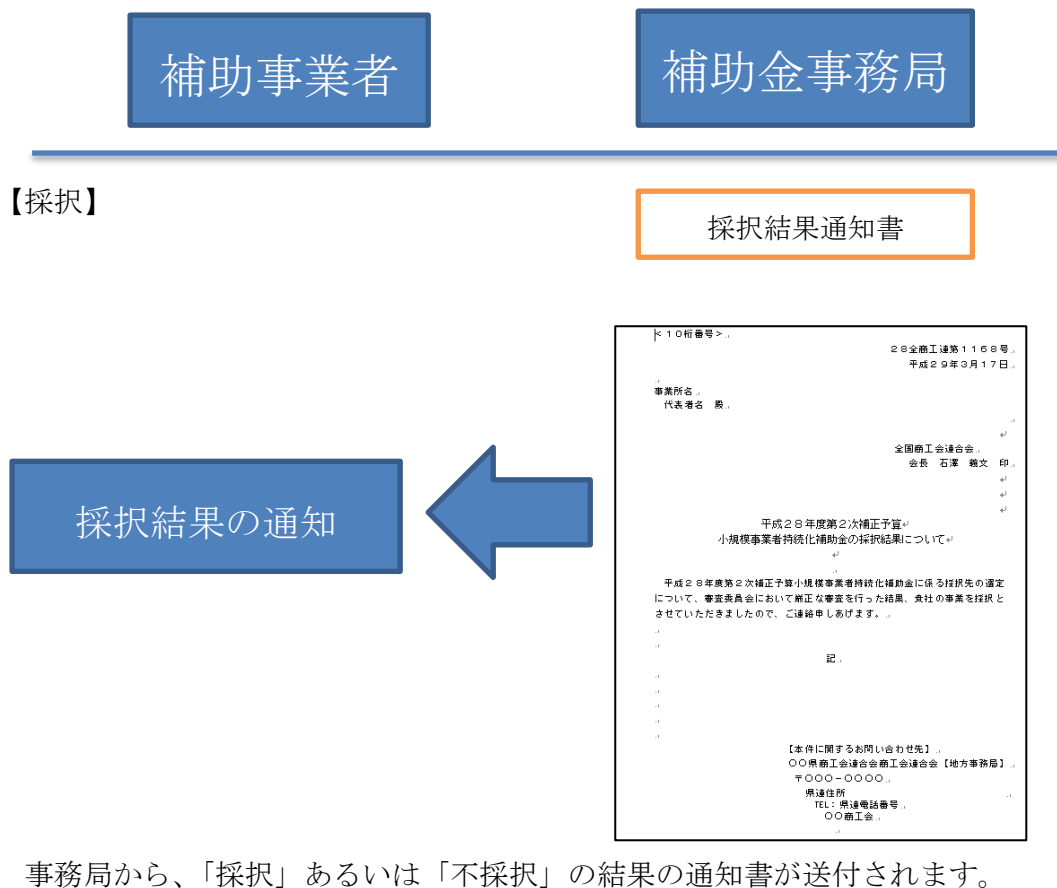 補助事業者
補助金事務局
【採択】
採択結果通知書
<10桁番号>
28全商工連第1168号
平成29年3月17日
事業所名
代表者名 殿
全国商工会連合会
会長 石澤 義文 印
採択結果の通知
平成28年度第2次補正予算
小規模事業者持続化補助金の採択結果について
平成28年度第2次補正予算小規模事業者持続化補助金に係る採択先の選定
について、審査委員会において厳正な審査を行った結果、貴社の事業を採択と
させていただきましたので、ご連絡申しあげます。
記
【本件に関するお問い合わせ先】
〇〇県商工会連合会商工会連合会【地方事務局】
〒〇〇〇-〇〇〇〇
県連住所
TEL:県連電話番号
〇〇商工会
事務局から、「採択」あるいは「不採択」の結果の通知書が送付されます。